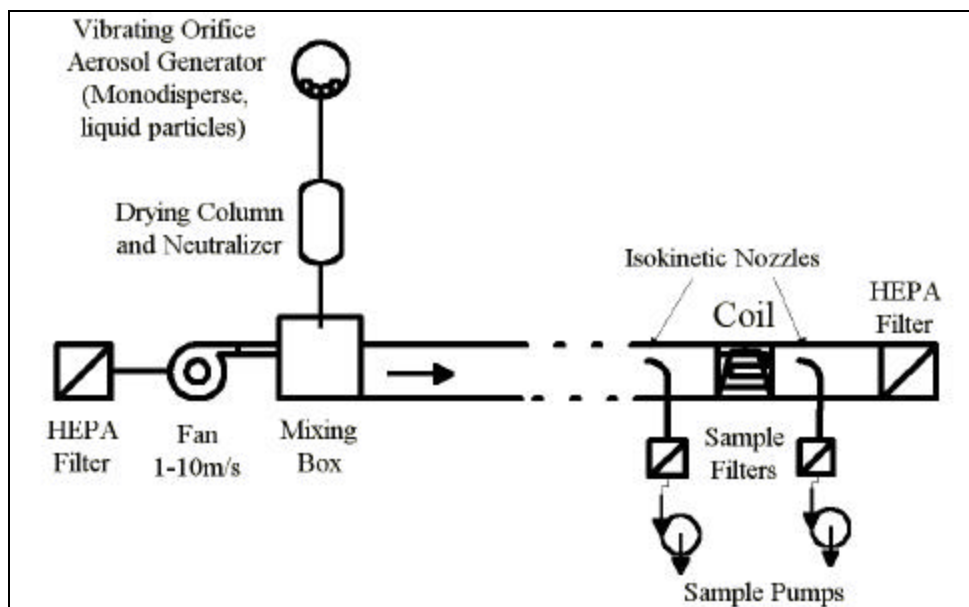 Vibrating Orifice
Aerosol Generator
(Monodisperse,
liquid particles)
Drying Column
and Neutralizer
Isokinetic Nozzles
Coil
HEPA
Filter
HEPA
Filter
Fan
1-10m/s
Mixing
Box
Sample
Filters
Sample Pumps